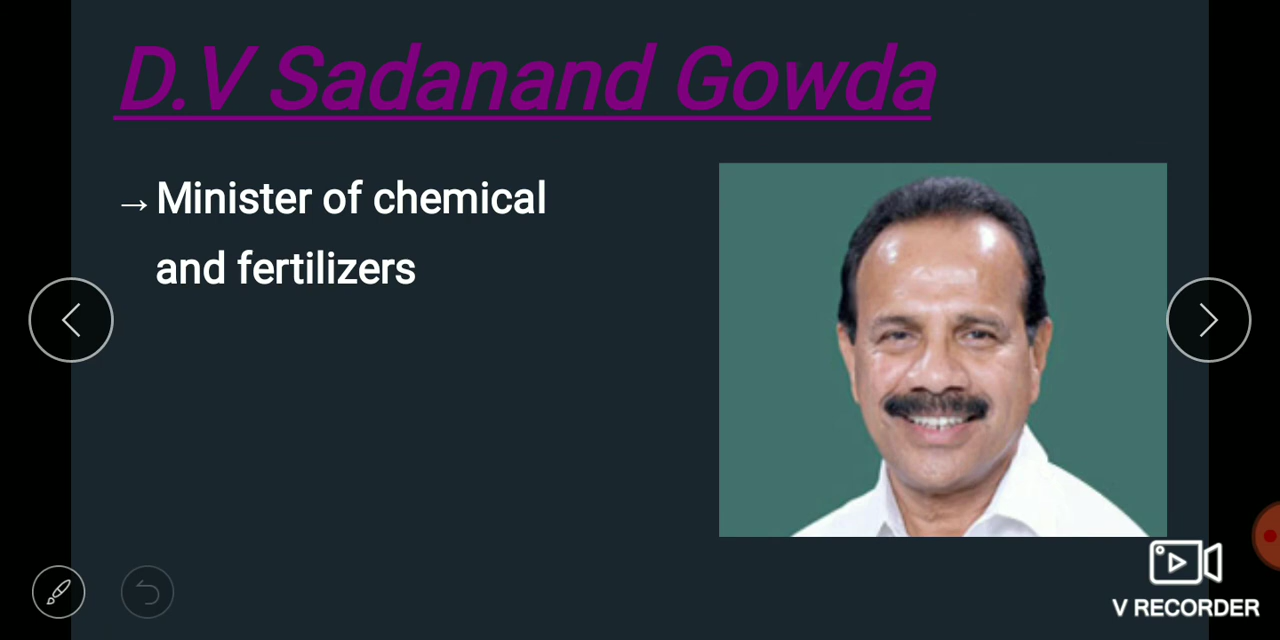 D.V Sadanand Gowda
→ Minister of chemical
and fertilizers
V RECORDER